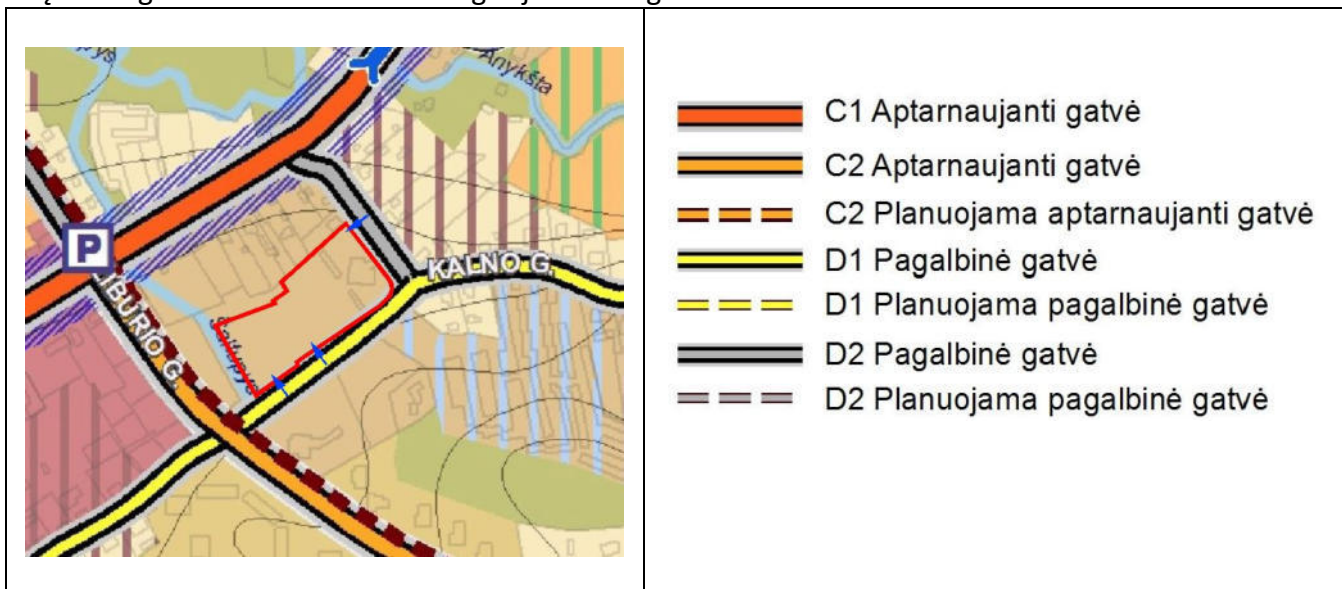 Anykšta
P
KALNO G.
Šaltupys
C1 Aptarnaujanti gatvė
C2 Aptarnaujanti gatvė
C2 Planuojama aptarnaujanti gatvė
D1 Pagalbinė gatvė
D1 Planuojama pagalbinė gatvė
D2 Pagalbinė gatvė
D2 Planuojama pagalbinė gatvė